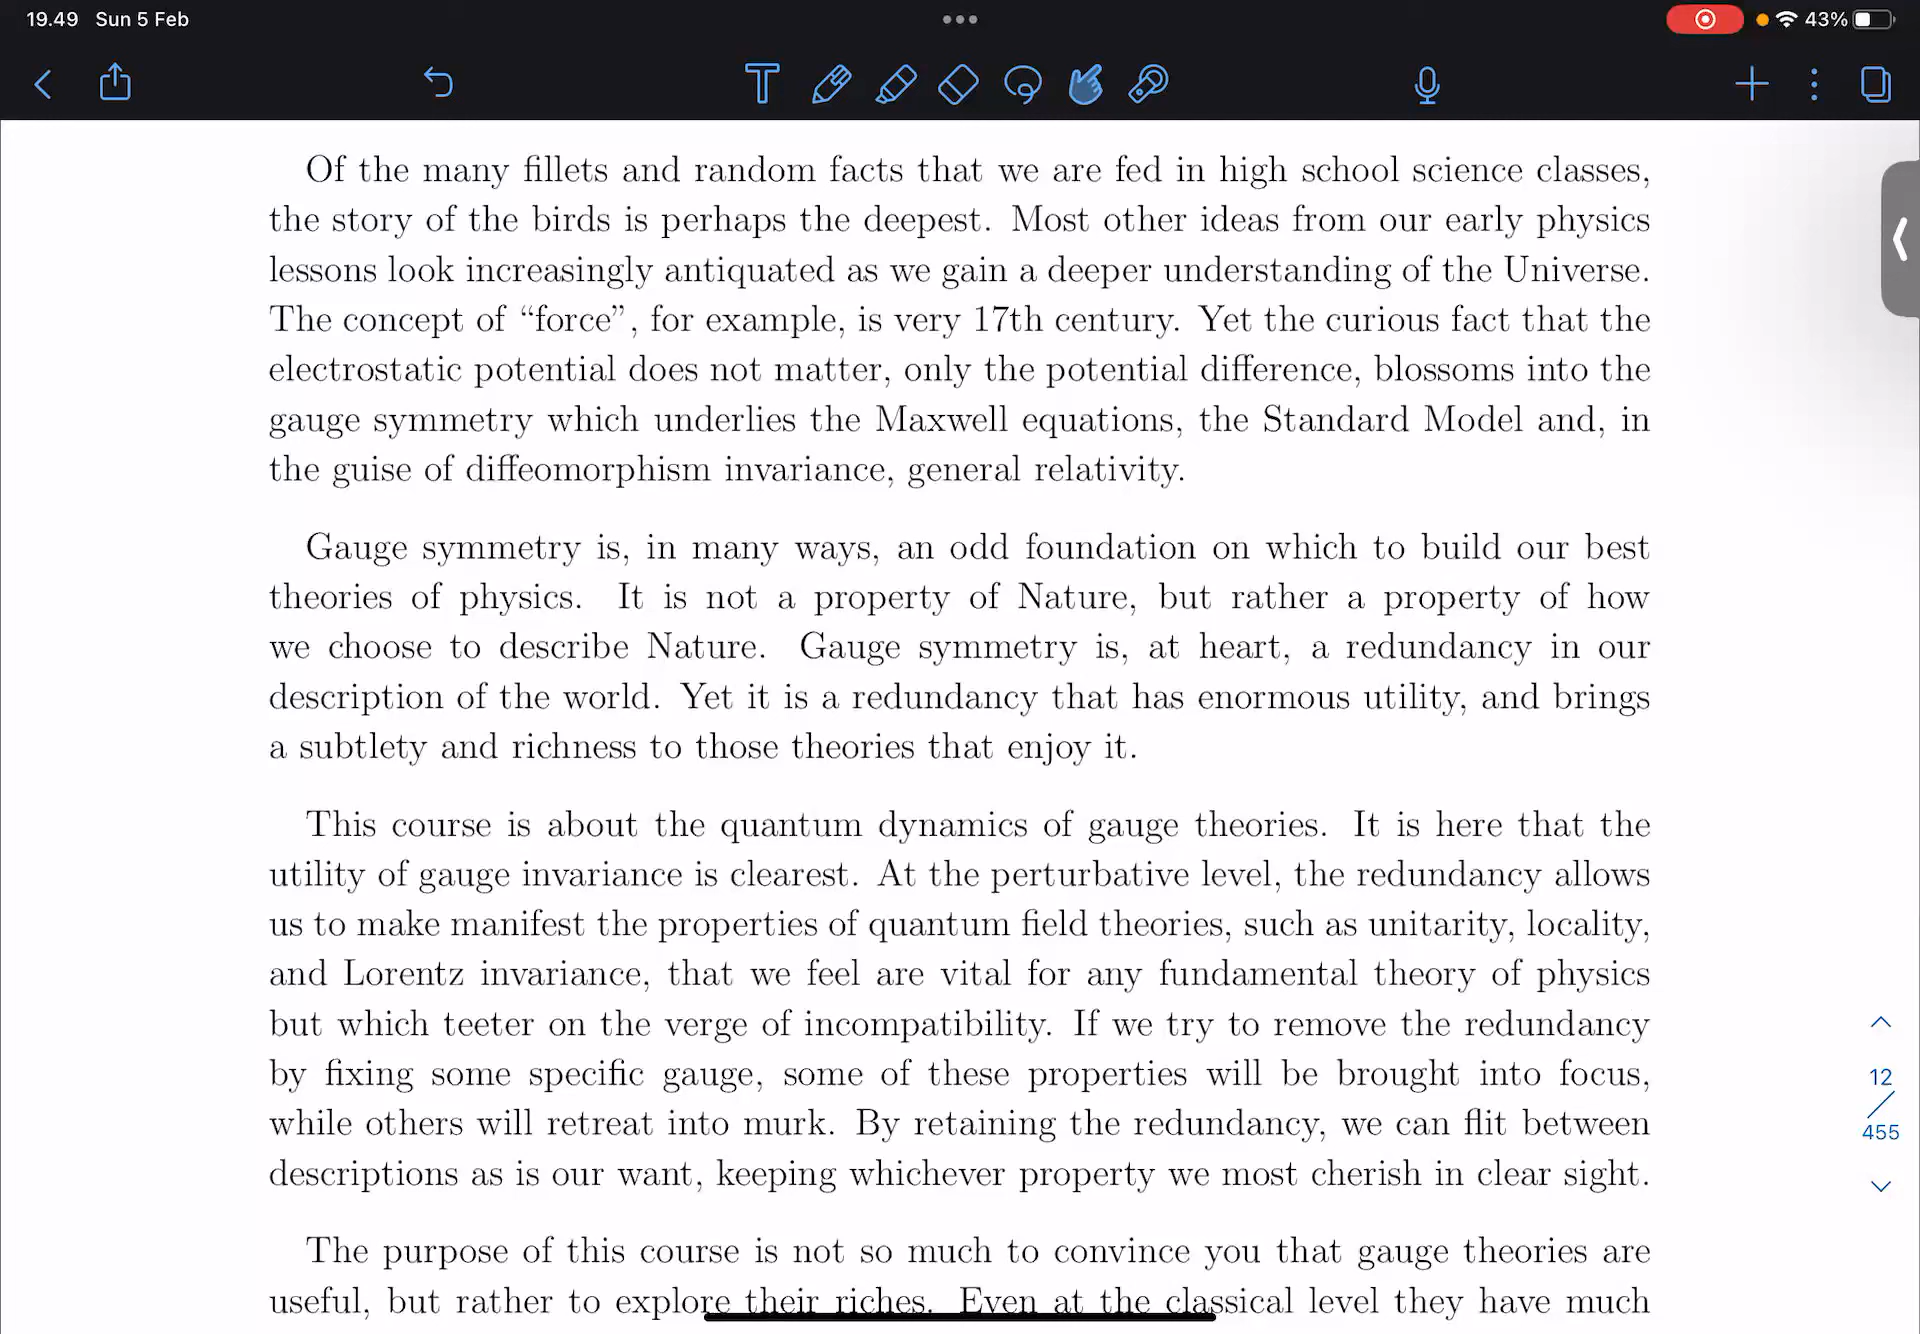 19.49 Sun 5 Feb
43%
Of the many fillets and random facts that we are fed in high school science classes,
the story of the birds is perhaps the deepest. Most other ideas from our early physics
lessons look increasingly antiquated as we gain a deeper understanding of the Universe.
The concept of “force”, for example, is very 17th century. Yet the curious fact that the
electrostatic potential does not matter, only the potential difference, blossoms into the
gauge symmetry which underlies the Maxwell equations, the Standard Model and, in
the guise of diffeomorphism invariance, general relativity.
Gauge symmetry is, in many ways, an odd foundation on which to build our best
theories of physics. It is not a property of Nature, but rather a property of how
we choose to describe Nature. Gauge symmetry is, at heart, a redundancy in our
description of the world. Yet it is a redundancy that has enormous utility, and brings
a subtlety and richness to those theories that enjoy it.
This course is about the quantum dynamics of gauge theories. It is here that the
utility of gauge invariance is clearest. At the perturbative level, the redundancy allows
us to make manifest the properties of quantum field theories, such as unitarity, locality,
and Lorentz invariance, that we feel are vital for any fundamental theory of physics
but which teeter on the verge of incompatibility. If we try to remove the redundancy
by fixing some specific gauge, some of these properties will be brought into focus,
while others will retreat into murk. By retaining the redundancy, we can flit between
descriptions as is our want, keeping whichever property we most cherish in clear sight.
The purpose of this course is not so much to convince you that gauge theories are
useful, but rather to explore their riches. Even at the classical level they have much
12
455